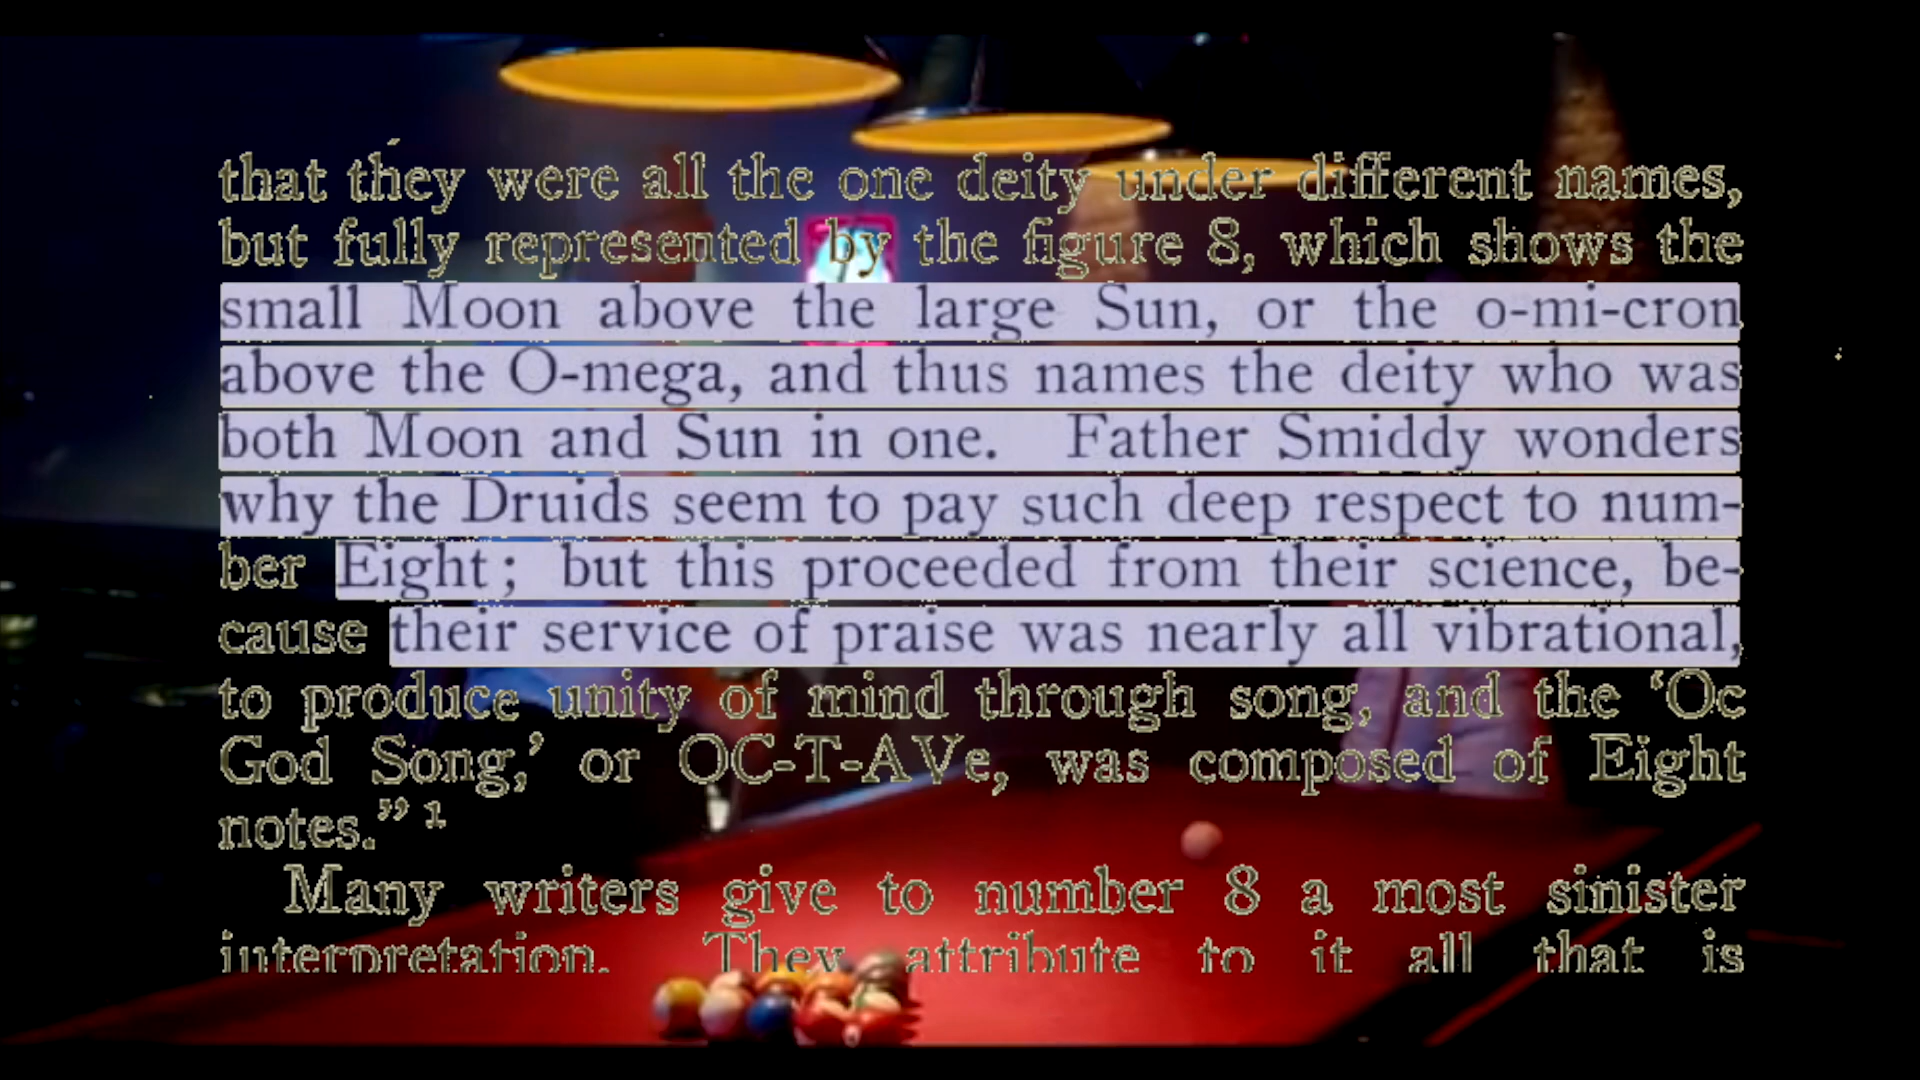 that they were all the one deity under different names,
but fully represented by the figure 8, which shows the
small Moon above the large Sun, or the o-mi-cron
above the O-mega, and thus names the deity who was
both Moon and Sun in one. Father Smiddy wonders
why the Druids seem to pay such deep respect to num-
ber Eight; but this proceeded from their science, be-
cause their service of praise was nearly all vibrational,
to produce unity of mind through song, and the ‘Oc
God Song,’ or OC-T-AVe, was composed of Eight
notes.” 1
Many writers give to number 8 a most sinister
interpretation. They attribute to it all that is